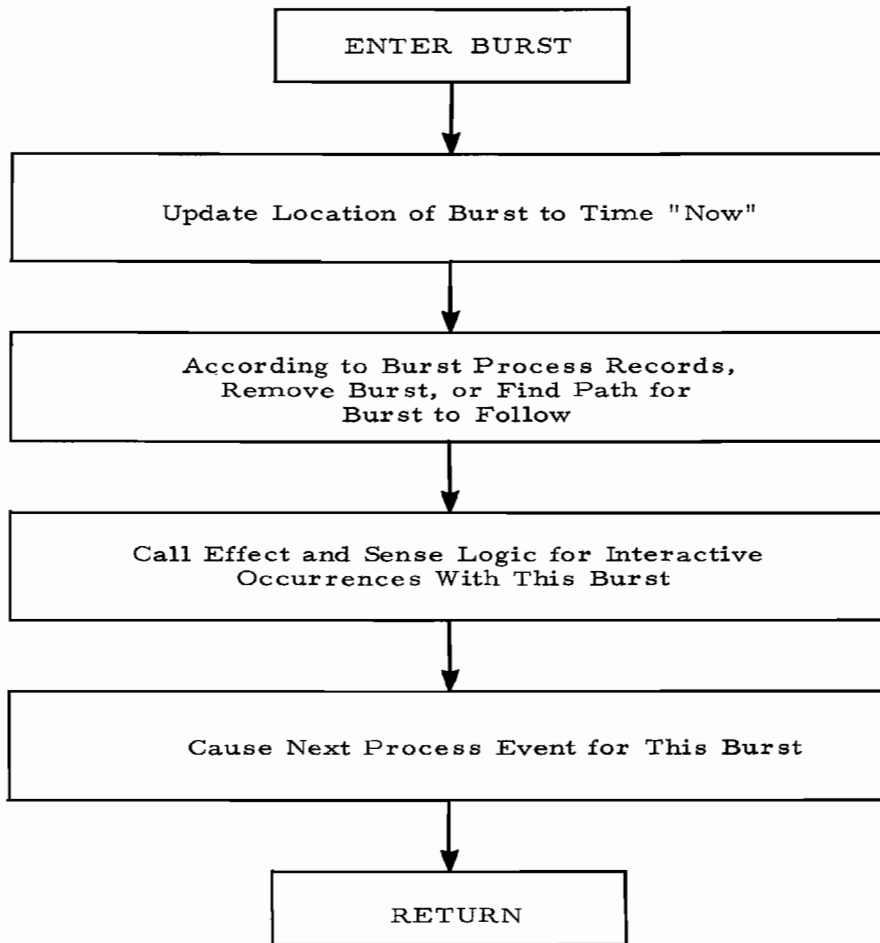 ENTER BURST
Update Location of Burst to Time "Now"
According to Burst Process Records,
Remove Burst, or Find Path for
Burst to Follow
Call Effect and Sense Logic for Interactive
Occurrences With This Burst
Cause Next Process Event for This Burst
RETURN